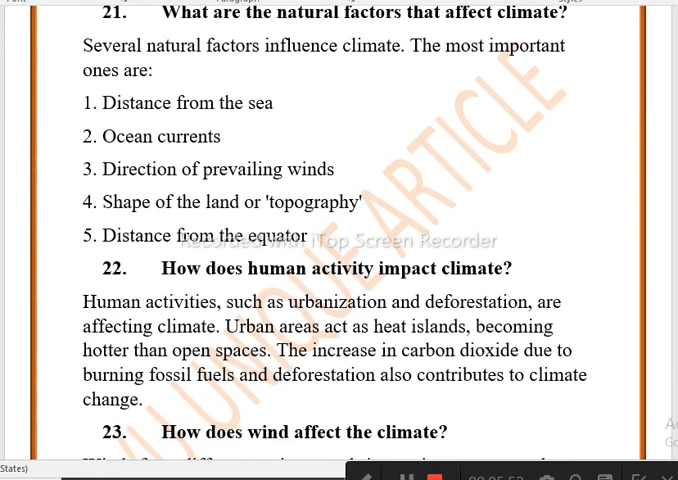 21. What are the natural factors that affect climate?
Several natural factors influence climate. The most important
ones are:
1. Distance from the sea
2. Ocean currents
3. Direction of prevailing winds
4. Shape of the land or 'topography'
5. Distance from the equator
Recorded with iTop Screen Recorder
22. How does human activity impact climate?
Human activities, such as urbanization and deforestation, are
affecting climate. Urban areas act as heat islands, becoming
hotter than open spaces. The increase in carbon dioxide due to
burning fossil fuels and deforestation also contributes to climate
change.
23. How does wind affect the climate?
UNIQUE ARTICLE
States)